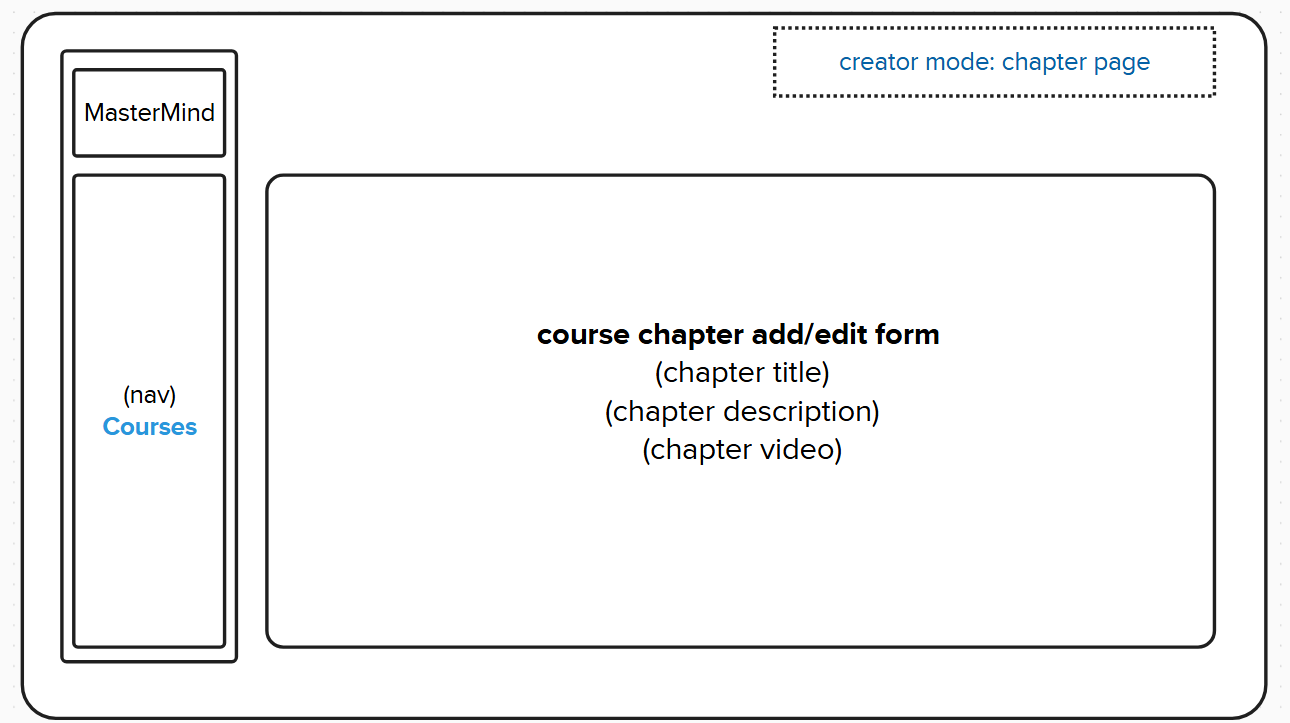 creator mode: chapter page
MasterMind
(nav)
Courses
course chapter add/edit form
(chapter title)
(chapter description)
(chapter video)